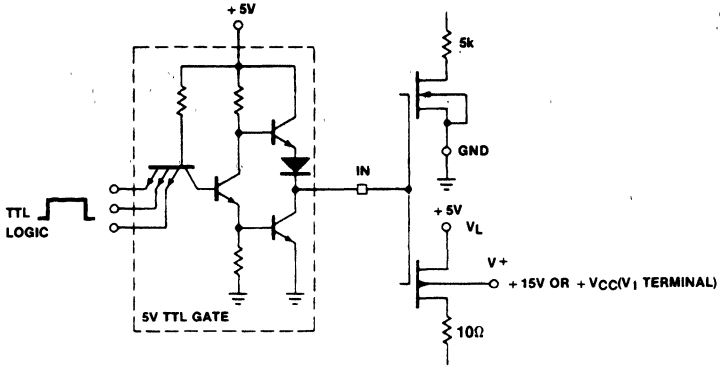 + 5V
5k
GND
IN
+ 5V
VL
TTL
LOGIC
V+
+ 15V OR + VCC(V1 TERMINAL)
5V TTL GATE
10Ω